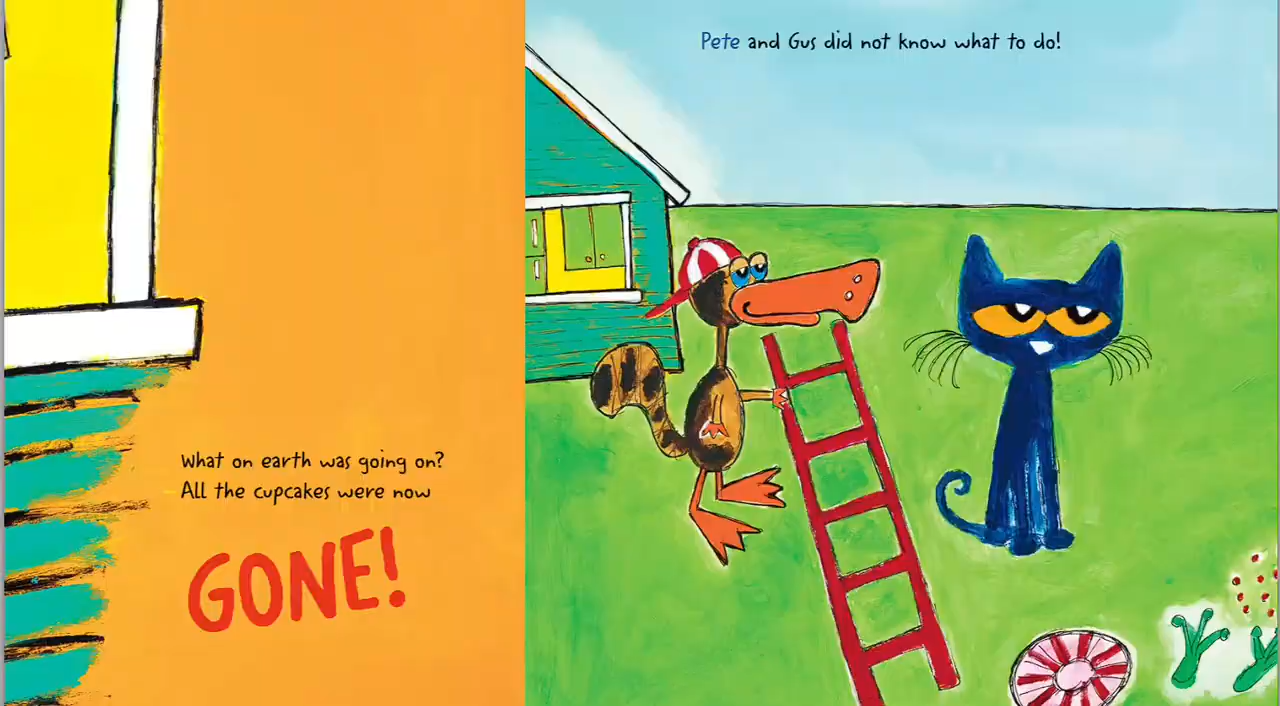 What on earth was going on?
All the cupcakes were now
GONE!
Pete and Gus did not know what to do!